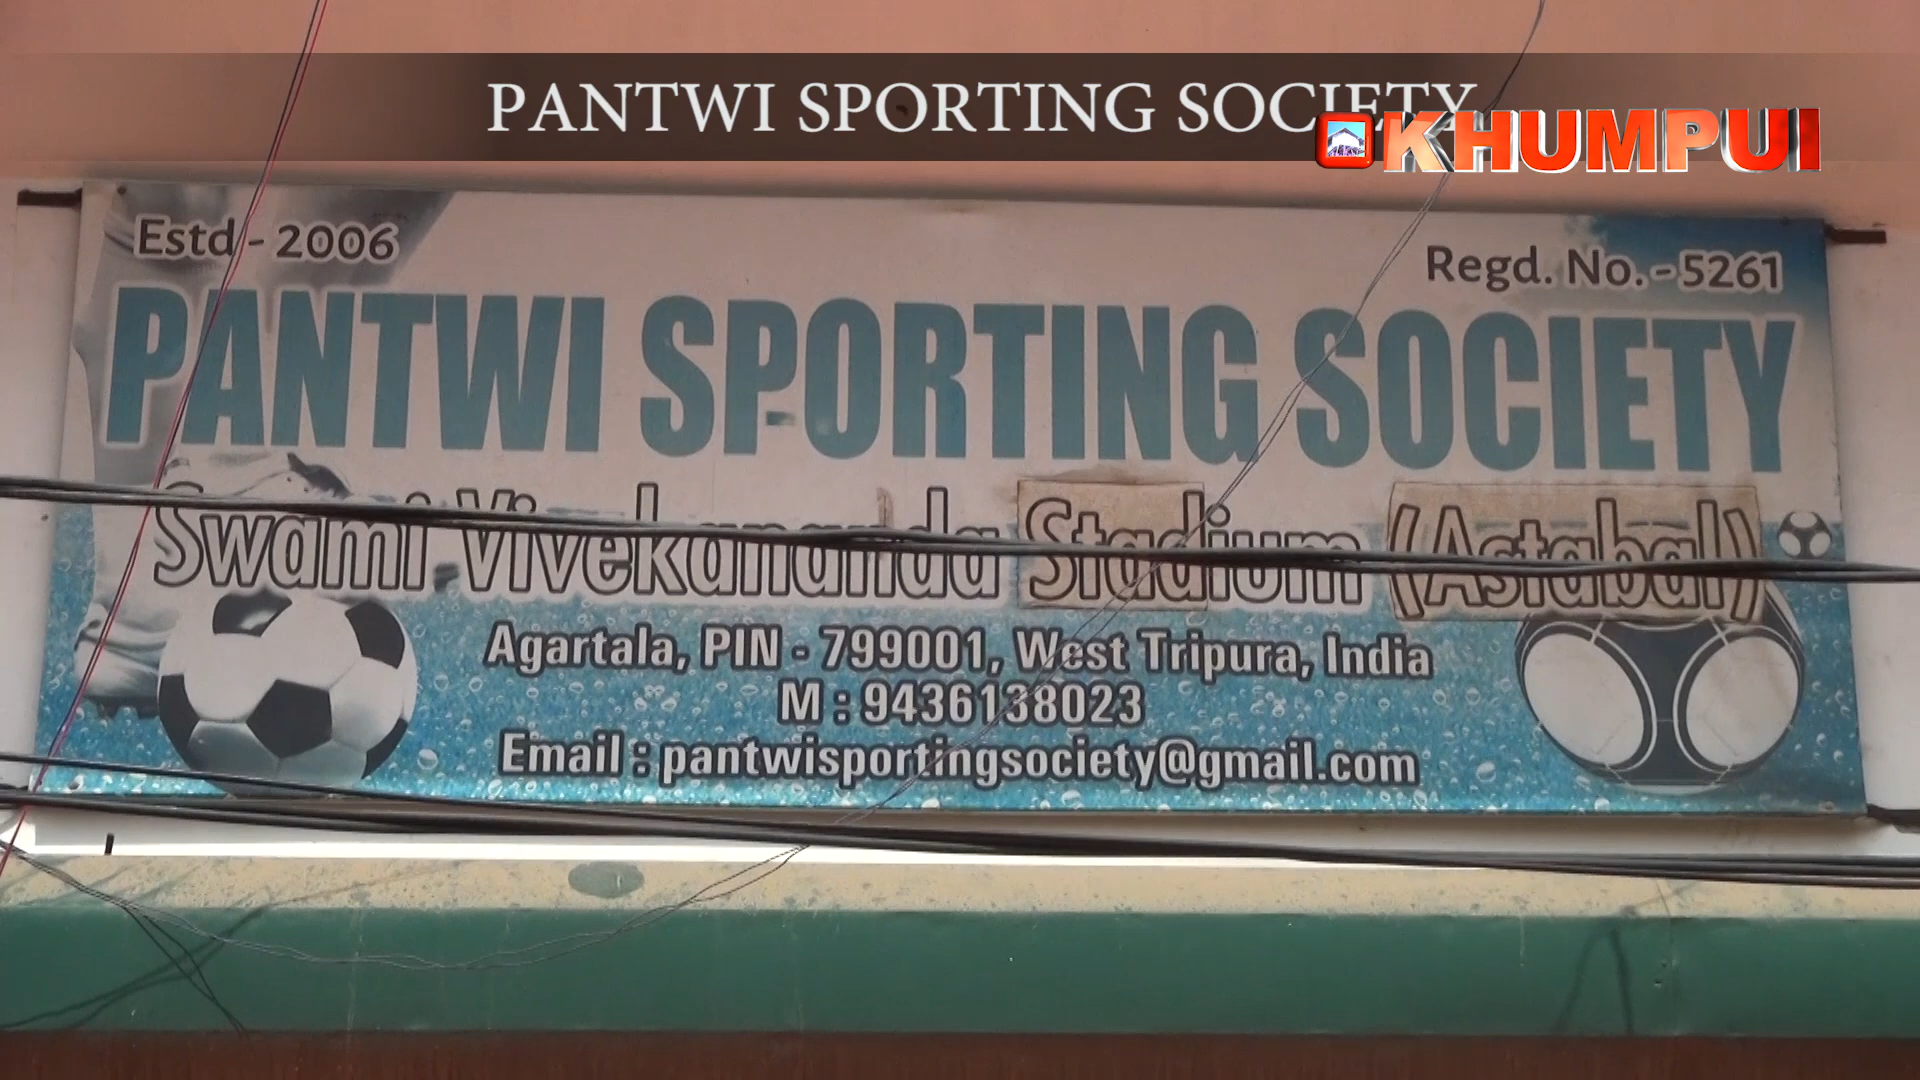 PANTWI SPORTING SOCIETY
KHUMPUI
Estd - 2006
Regd. No. - 5261
PANTWI SPORTING SOCIETY
Swami Vivekananda Stadium (Astabal)
Agartala, PIN - 799001, West Tripura, India
M : 9436138023
Email : pantwisportingsociety@gmail.com